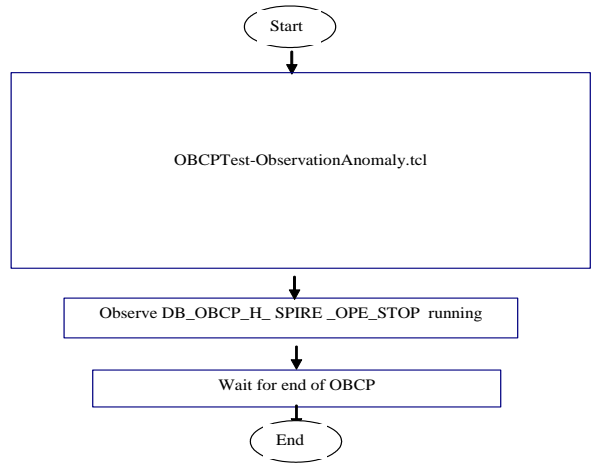 Start
OBCPTest-ObservationAnomaly.tcl
Observe DB_OBCP_H_ SPIRE _OPE_STOP running
Wait for end of OBCP
End